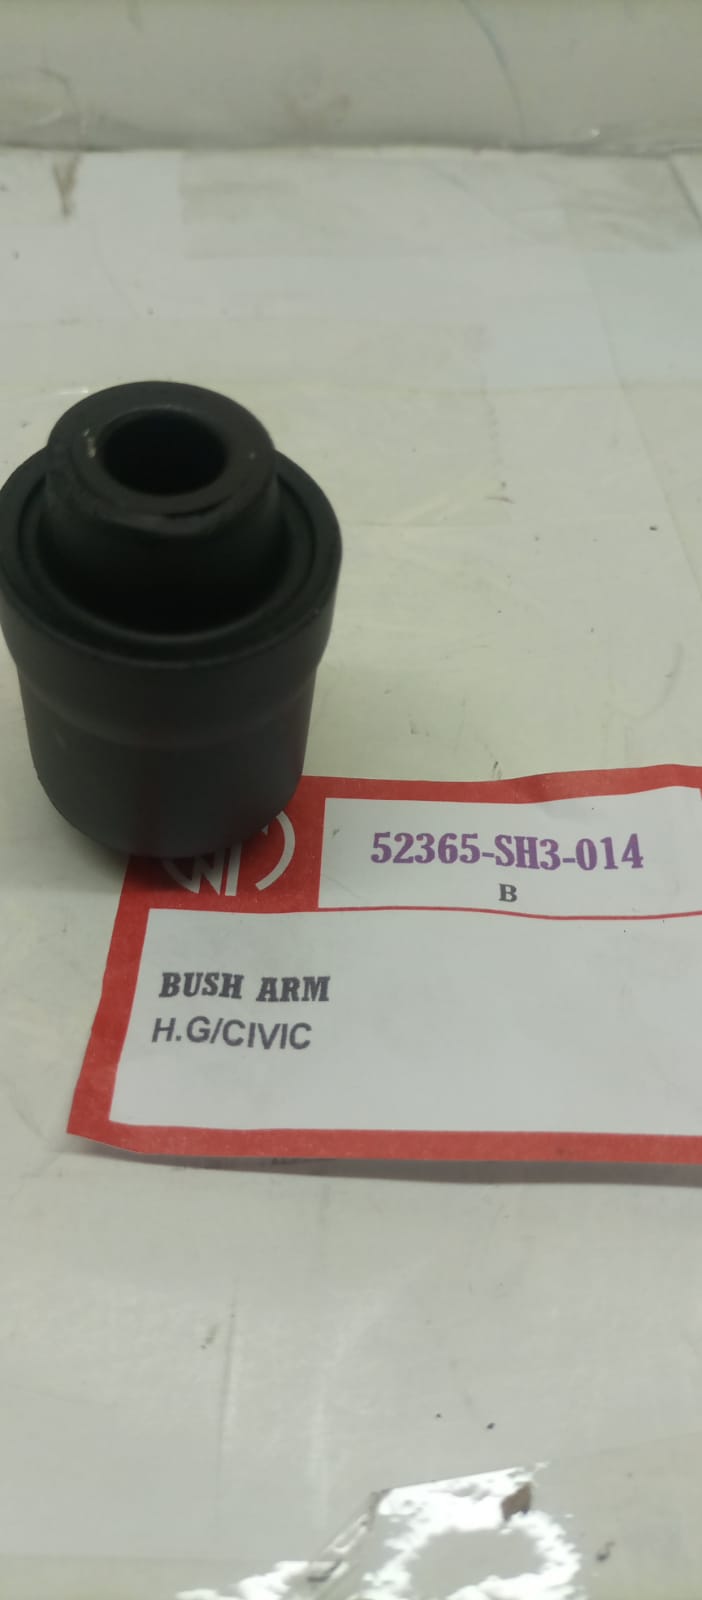 52365-SH3-014
B
BUSH ARM
H.G/CIVIC